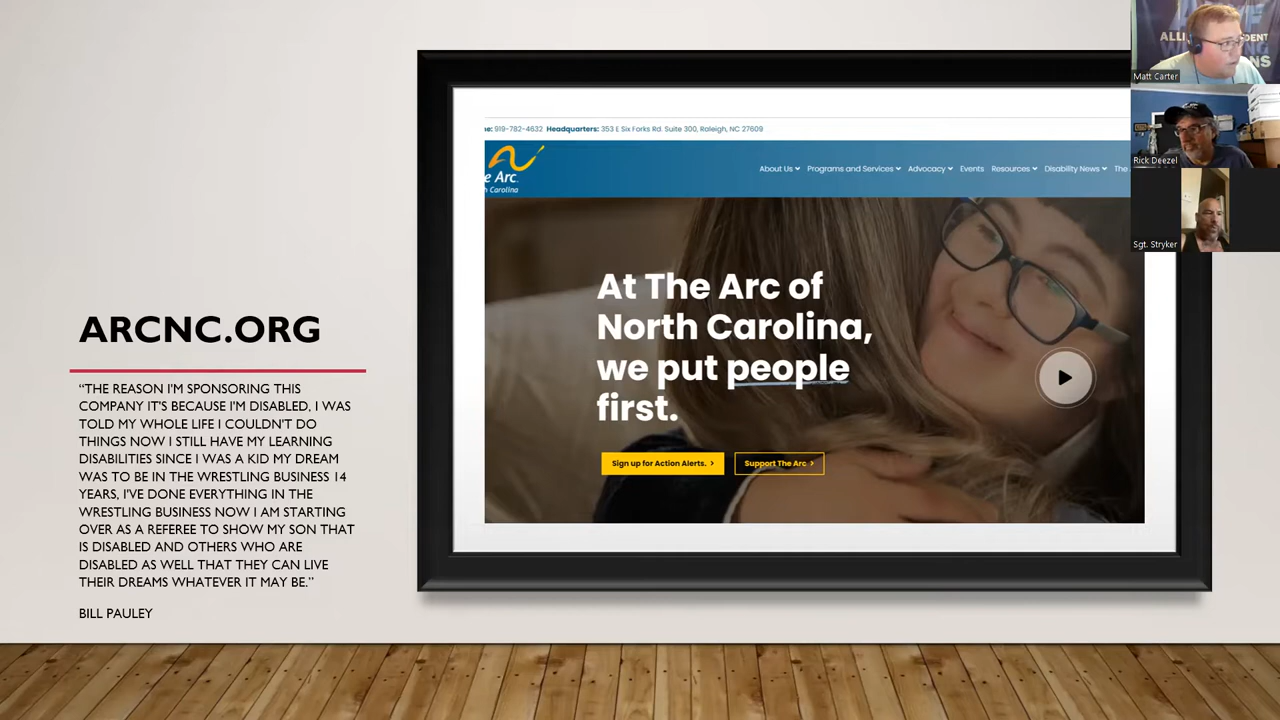 ARCNC.ORG
“THE REASON I'M SPONSORING THIS
COMPANY IT'S BECAUSE I'M DISABLED, I WAS
TOLD MY WHOLE LIFE I COULDN'T DO
THINGS NOW I STILL HAVE MY LEARNING
DISABILITIES SINCE I WAS A KID MY DREAM
WAS TO BE IN THE WRESTLING BUSINESS 14
YEARS, I'VE DONE EVERYTHING IN THE
WRESTLING BUSINESS NOW I AM STARTING
OVER AS A REFEREE TO SHOW MY SON THAT
IS DISABLED AND OTHERS WHO ARE
DISABLED AS WELL THAT THEY CAN LIVE
THEIR DREAMS WHATEVER IT MAY BE.”
BILL PAULEY
919-782-4632 Headquarters: 353 E Six Forks Rd Suite 300, Raleigh, NC 27609
e Arc
h Carolina
About Us Programs and Services Advocacy Events Resources Disability News The
At The Arc of
North Carolina,
we put people
first.
Sign up for Action Alerts. > Support The Arc >
Matt Carter
Rick Deezel
Sgt. Stryker